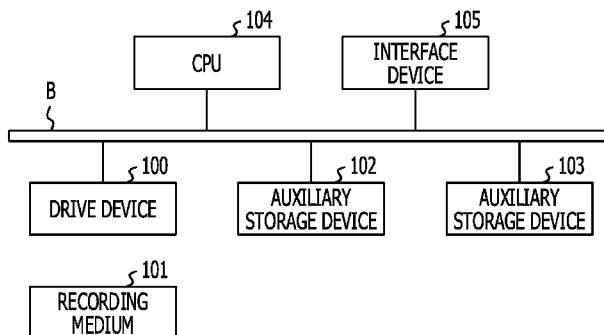 104
CPU
105
INTERFACE
DEVICE
B
100
DRIVE DEVICE
102
AUXILIARY
STORAGE DEVICE
103
AUXILIARY
STORAGE DEVICE
101
RECORDING
MEDIUM